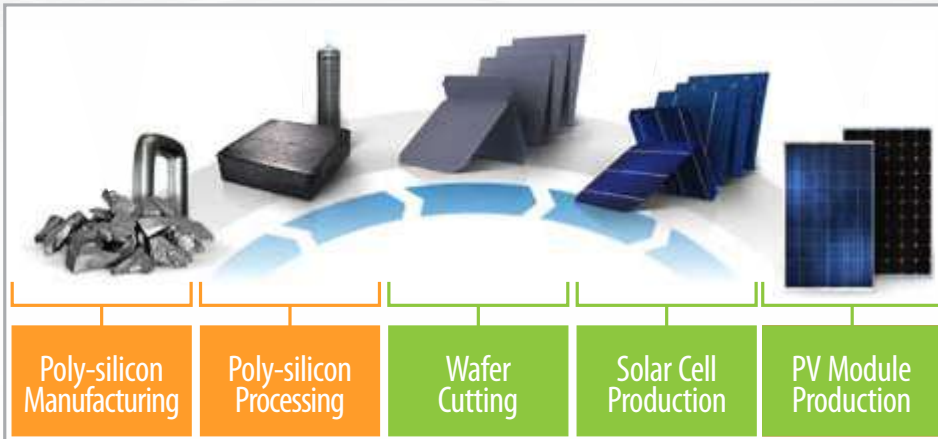 Poly-silicon
Manufacturing
Poly-silicon
Processing
Wafer
Cutting
Solar Cell
Production
PV Module
Production